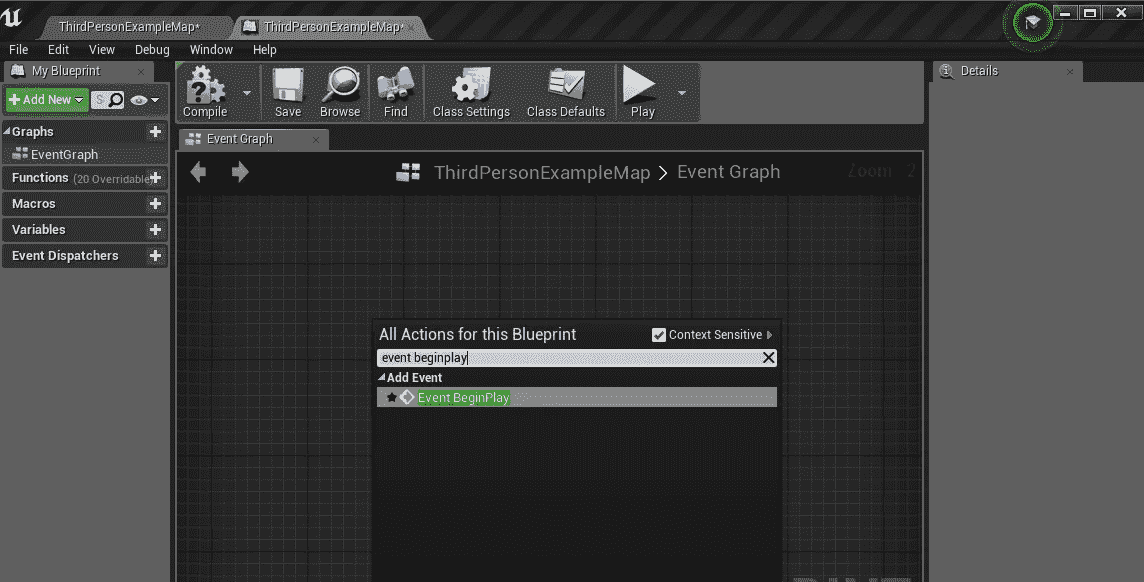 ThirdPersonExampleMap*
ThirdPersonExampleMap*
File Edit View Debug Window Help
My Blueprint
Details
Add New
Compile Save Browse Find Class Settings Class Defaults Play
Graphs
Event Graph
EventGraph
ThirdPersonExampleMap > Event Graph
Zoom -2
Functions (20 Overridable)
Macros
Variables
Event Dispatchers
All Actions for this Blueprint
Context Sensitive
event beginplay
Add Event
Event BeginPlay